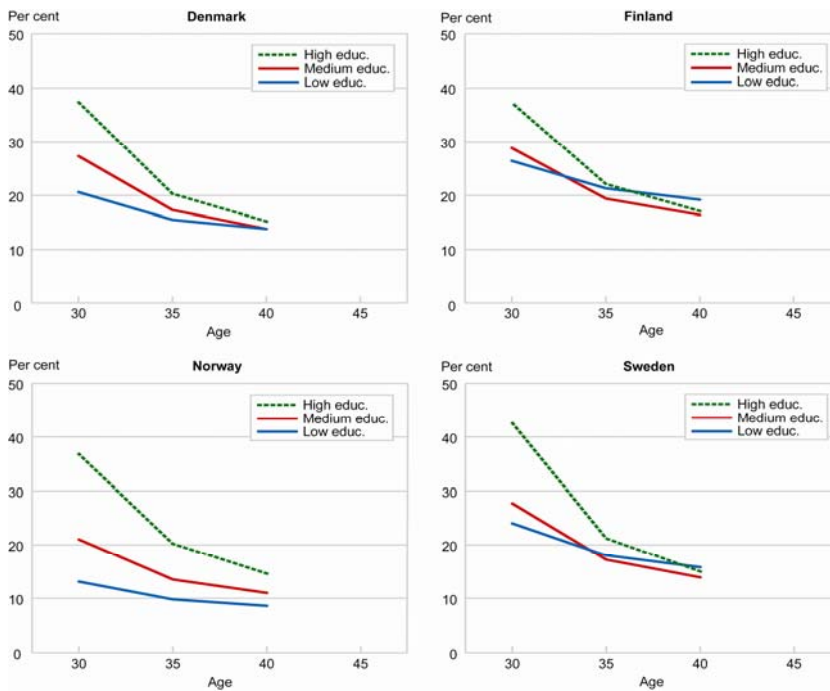 Per cent
Denmark
50
40
30
20
10
0
High educ.
Medium educ.
Low educ.
30 35 40 45
Age
Per cent
Finland
50
40
30
20
10
0
High educ.
Medium educ.
Low educ.
30 35 40 45
Age
Per cent
Norway
50
40
30
20
10
0
High educ.
Medium educ.
Low educ.
30 35 40 45
Age
Per cent
Sweden
50
40
30
20
10
0
High educ.
Medium educ.
Low educ.
30 35 40 45
Age